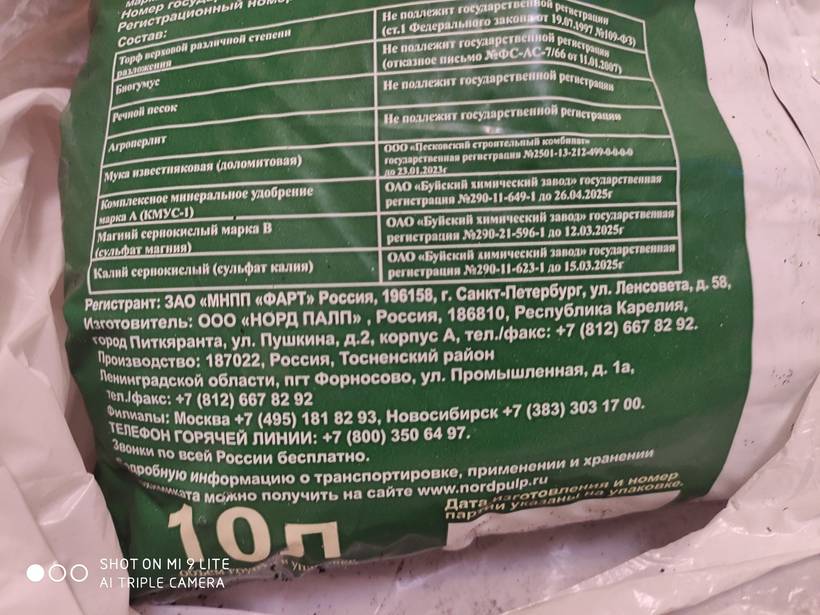 Номер госуд
Регистрационный номер
Состав:
Торф верховой различной степени
разложения
Не подлежит государственной регистрации
(ст.1 Федерального закона от 19.07.1997 №109-ФЗ)
Биогумус
Не подлежит государственной регистрации
(отказное письмо №ФС-АС-7/66 от 11.01.2007)
Речной песок
Не подлежит государственной регистрации
Агроперлит
Не подлежит государственной регистрации
Мука известняковая (доломитовая)
ООО «Песковский строительный комбинат»
государственная регистрация №2501-13-212-499-0-0-0-0
до 23.01.2023г
Комплексное минеральное удобрение
марка А (КМУС-1)
ОАО «Буйский химический завод» государственная
регистрация №290-11-649-1 до 26.04.2025г
Магний сернокислый марка В
(сульфат магния)
ОАО «Буйский химический завод» государственная
регистрация №290-21-596-1 до 12.03.2025г
Калий сернокислый (сульфат калия)
ОАО «Буйский химический завод» государственная
регистрация №290-11-623-1 до 15.03.2025г
Регистрант: ЗАО «МНПП «ФАРТ» Россия, 196158, г. Санкт-Петербург, ул. Ленсовета, д. 58,
Изготовитель: ООО «НОРД ПАЛП» , Россия, 186810, Республика Карелия,
город Питкяранта, ул. Пушкина, д.2, корпус А, тел./факс: +7 (812) 667 82 92.
Производство: 187022, Россия, Тосненский район
Ленинградской области, пгт Форносово, ул. Промышленная, д. 1а,
тел./факс: +7 (812) 667 82 92
Филиалы: Москва +7 (495) 181 82 93, Новосибирск +7 (383) 303 17 00.
ТЕЛЕФОН ГОРЯЧЕЙ ЛИНИИ: +7 (800) 350 64 97.
Звонки по всей России бесплатно.
одробную информацию о транспортировке, применении и хранении
имиката можно получить на сайте www.nordpulp.ru
Дата изготовления и номер
партии указаны на упаковке.
10 л
SHOT ON MI 9 LITE
AI TRIPLE CAMERA